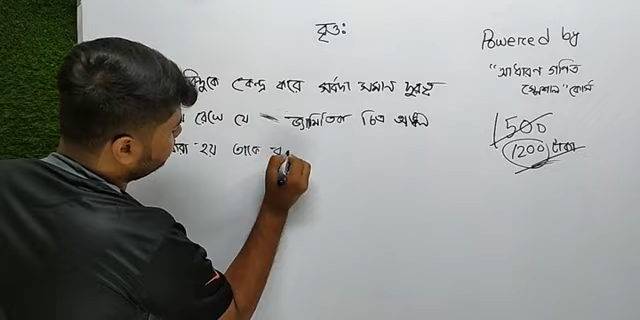 বৃত্তঃ
কেন্দ্র করে সর্বদা সমান দূরত্ব
রেখে যে জ্যামিতিক চিত্র অঙ্কন
হয় তাকে ব
Powered by
"সাধারণ গণিত
স্পেশাল" কোর্স
1500
1200 টাকা